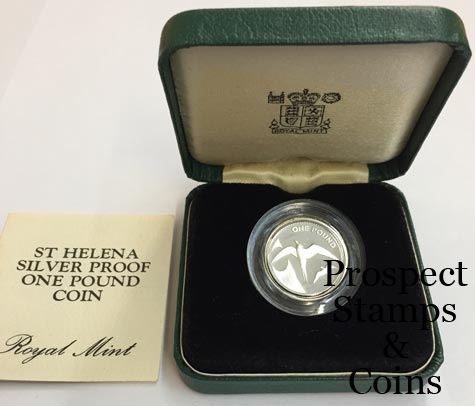 ROYAL MINT
ONE POUND
ST HELENA
SILVER PROOF
ONE POUND
COIN
Royal Mint
Prospect
Stamps
&
Coins